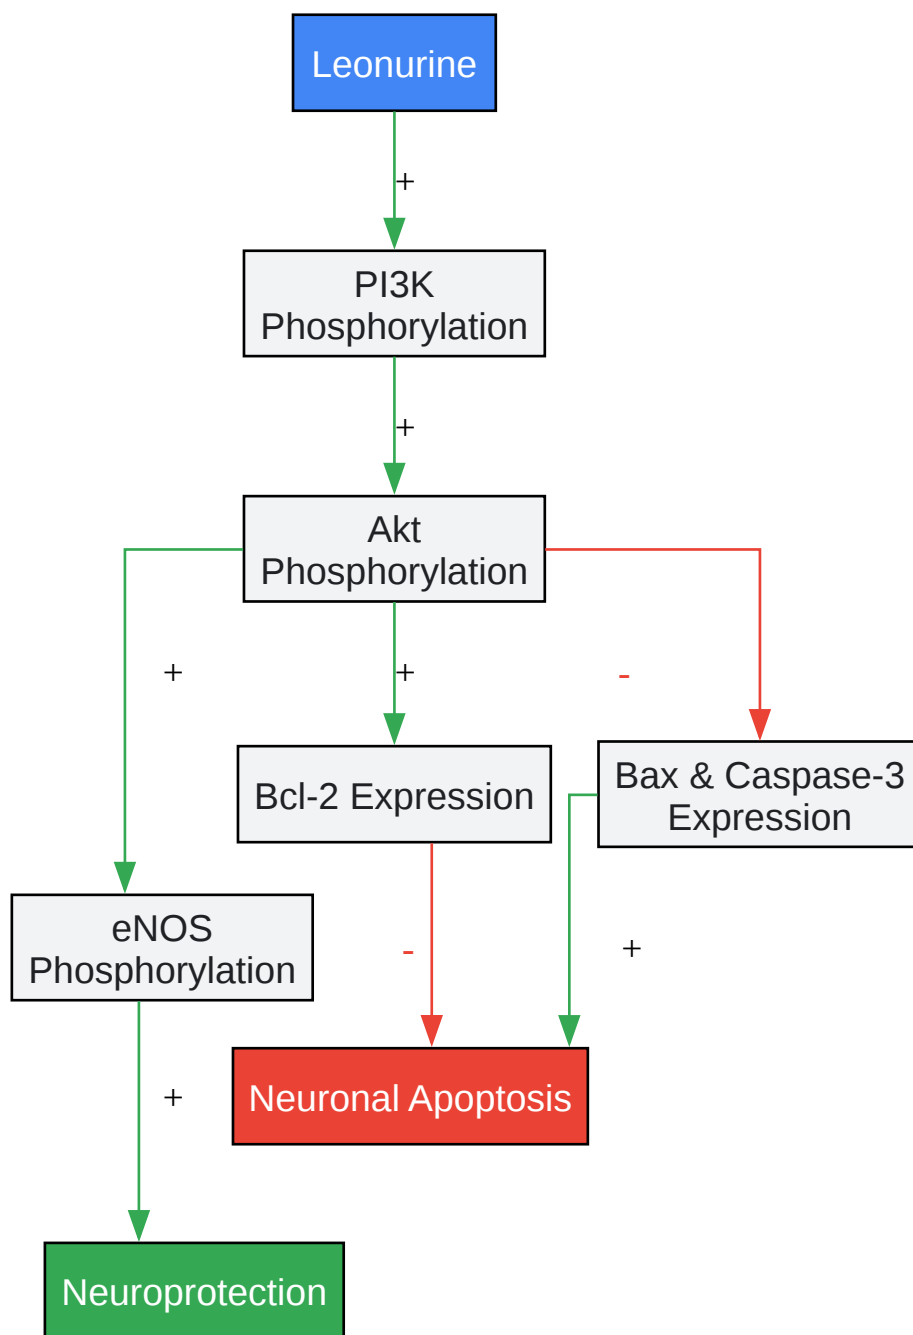 Leonurine
+
PI3K
Phosphorylation
+
Akt
Phosphorylation
+
+
-
Bcl-2 Expression
Bax & Caspase-3
Expression
eNOS
Phosphorylation
-
+
Neuronal Apoptosis
+
Neuroprotection